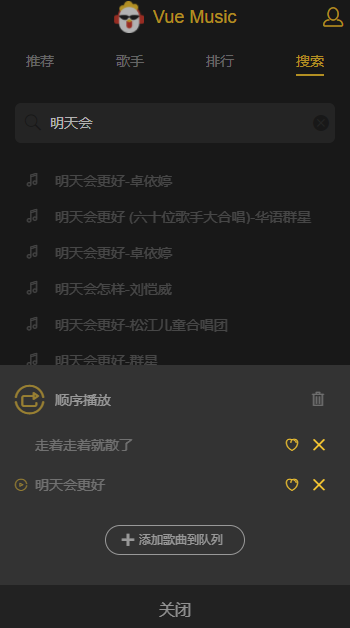 Vue Music
推荐 歌手 排行 搜索
明天会
明天会更好-卓依婷
明天会更好 (六十位歌手大合唱)-华语群星
明天会更好-卓依婷
明天会怎样-刘恺威
明天会更好-松江儿童合唱团
明天会更好-群星
顺序播放
走着走着就散了
明天会更好
添加歌曲到队列
关闭